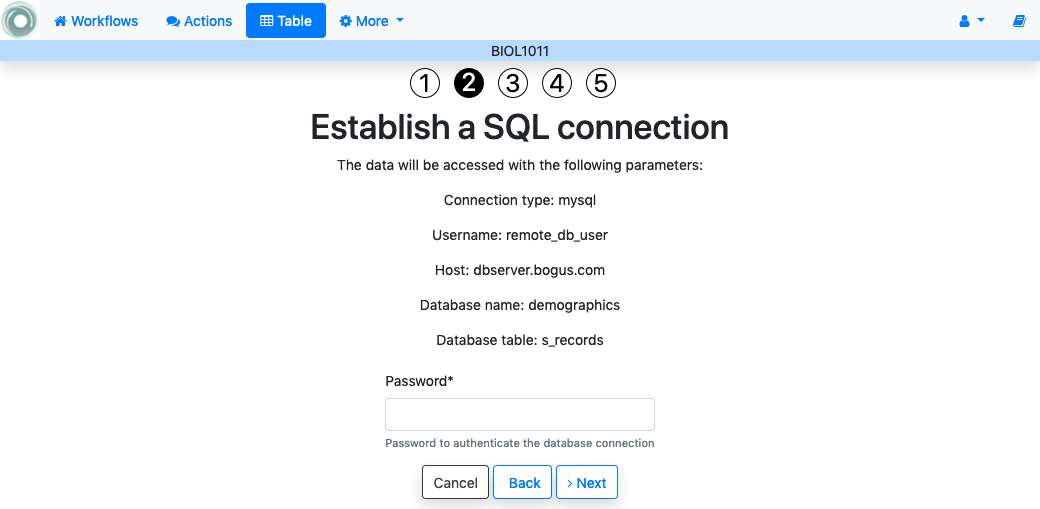 Workflows Actions Table More
BIOL1011
1 2 3 4 5
Establish a SQL connection
The data will be accessed with the following parameters:
Connection type: mysql
Username: remote_db_user
Host: dbserver.bogus.com
Database name: demographics
Database table: s_records
Password*
Password to authenticate the database connection
Cancel Back Next